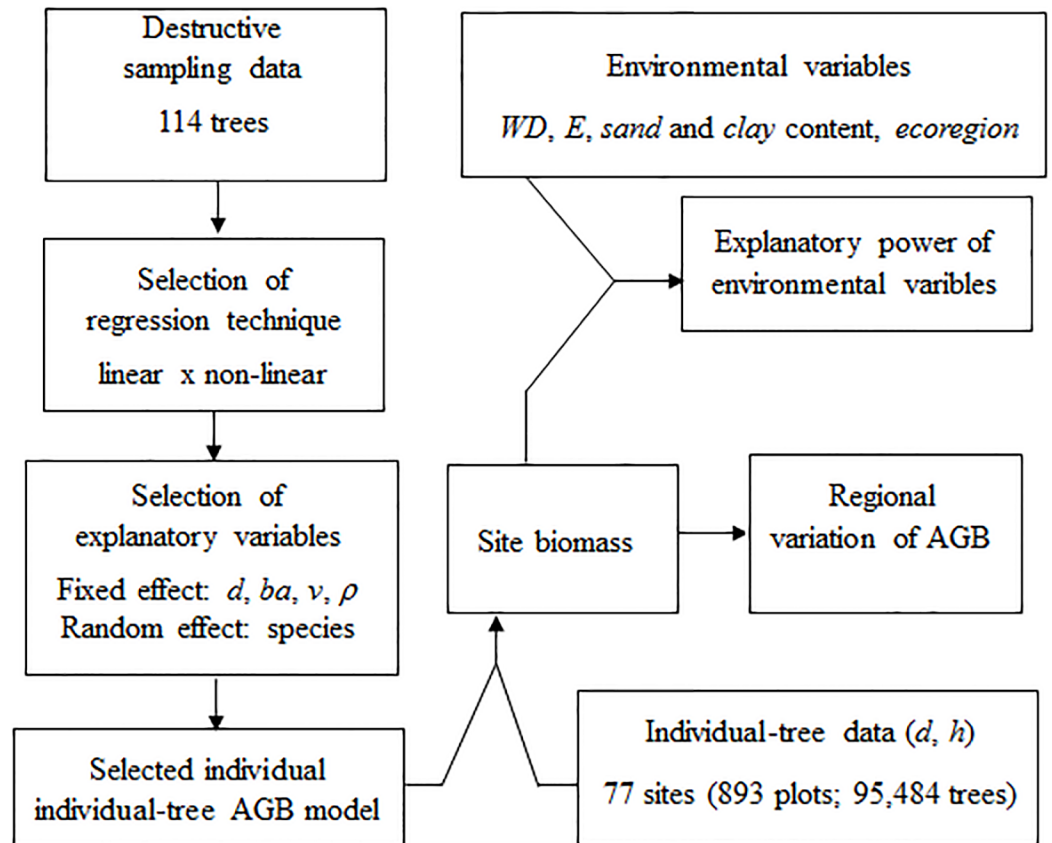 Destructive
sampling data
114 trees
Selection of
regression technique
linear x non-linear
Selection of
explanatory variables
Fixed effect: d, ba, v, ρ
Random effect: species
Selected individual
individual-tree AGB model
Environmental variables
WD, E, sand and clay content, ecoregion
Explanatory power of
environmental varibles
Site biomass
Regional
variation of AGB
Individual-tree data (d, h)
77 sites (893 plots; 95,484 trees)